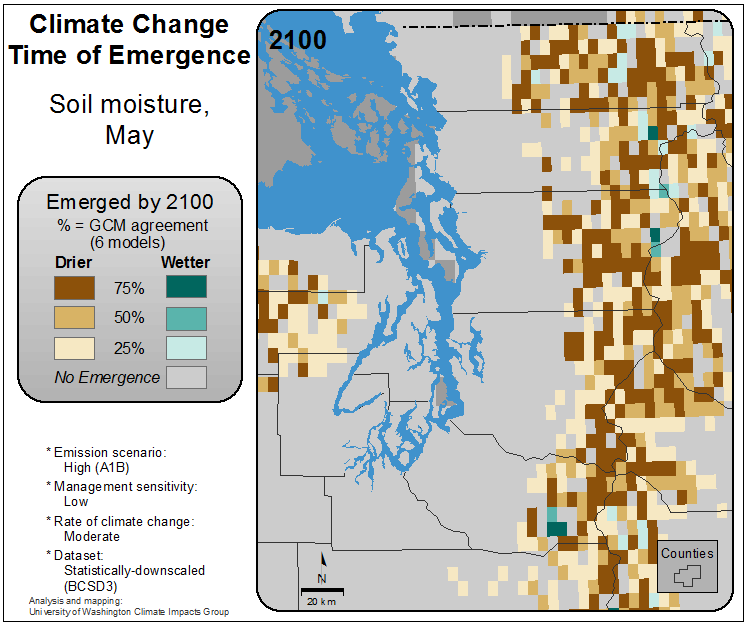 Climate Change
Time of Emergence
Soil moisture,
May
Emerged by 2100
% = GCM agreement
(6 models)
Drier Wetter
75%
50%
25%
No Emergence
* Emission scenario:
High (A1B)
* Management sensitivity:
Low
* Rate of climate change:
Moderate
* Dataset:
Statistically-downscaled
(BCSD3)
Analysis and mapping:
University of Washington Climate Impacts Group
2100
N
20 km
Counties